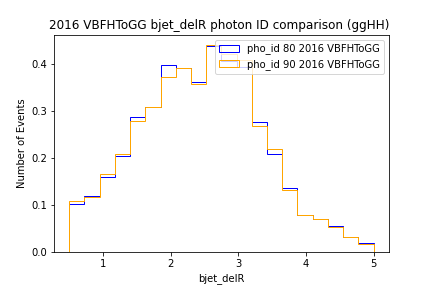 2016 VBFHToGG bjet_delR photon ID comparison (ggHH)
pho_id 80 2016 VBFHToGG
pho_id 90 2016 VBFHToGG
Number of Events
0.4
0.3
0.2
0.1
0.0
1 2 3 4 5
bjet_delR